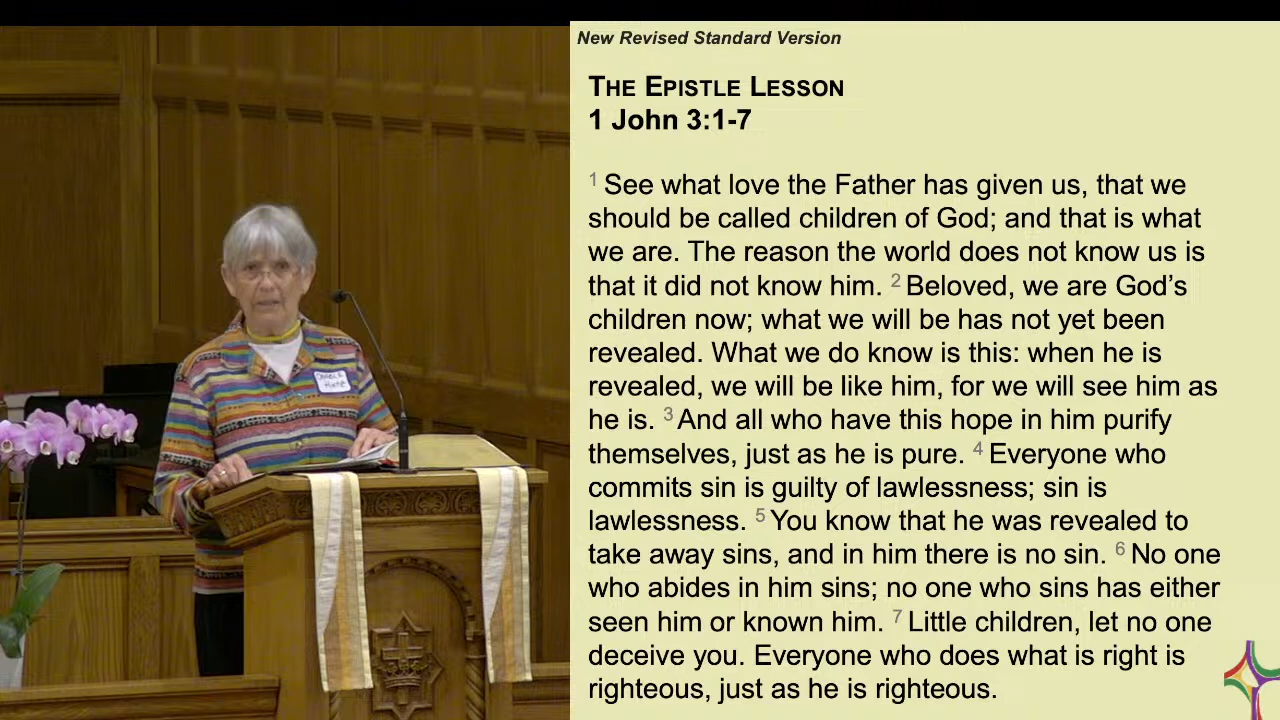 New Revised Standard Version
THE EPISTLE LESSON
1 John 3:1-7
1 See what love the Father has given us, that we
should be called children of God; and that is what
we are. The reason the world does not know us is
that it did not know him. 2 Beloved, we are God's
children now; what we will be has not yet been
revealed. What we do know is this: when he is
revealed, we will be like him, for we will see him as
he is. 3 And all who have this hope in him purify
themselves, just as he is pure. 4 Everyone who
commits sin is guilty of lawlessness; sin is
lawlessness. 5 You know that he was revealed to
take away sins, and in him there is no sin. 6 No one
who abides in him sins; no one who sins has either
seen him or known him. 7 Little children, let no one
deceive you. Everyone who does what is right is
righteous, just as he is righteous.